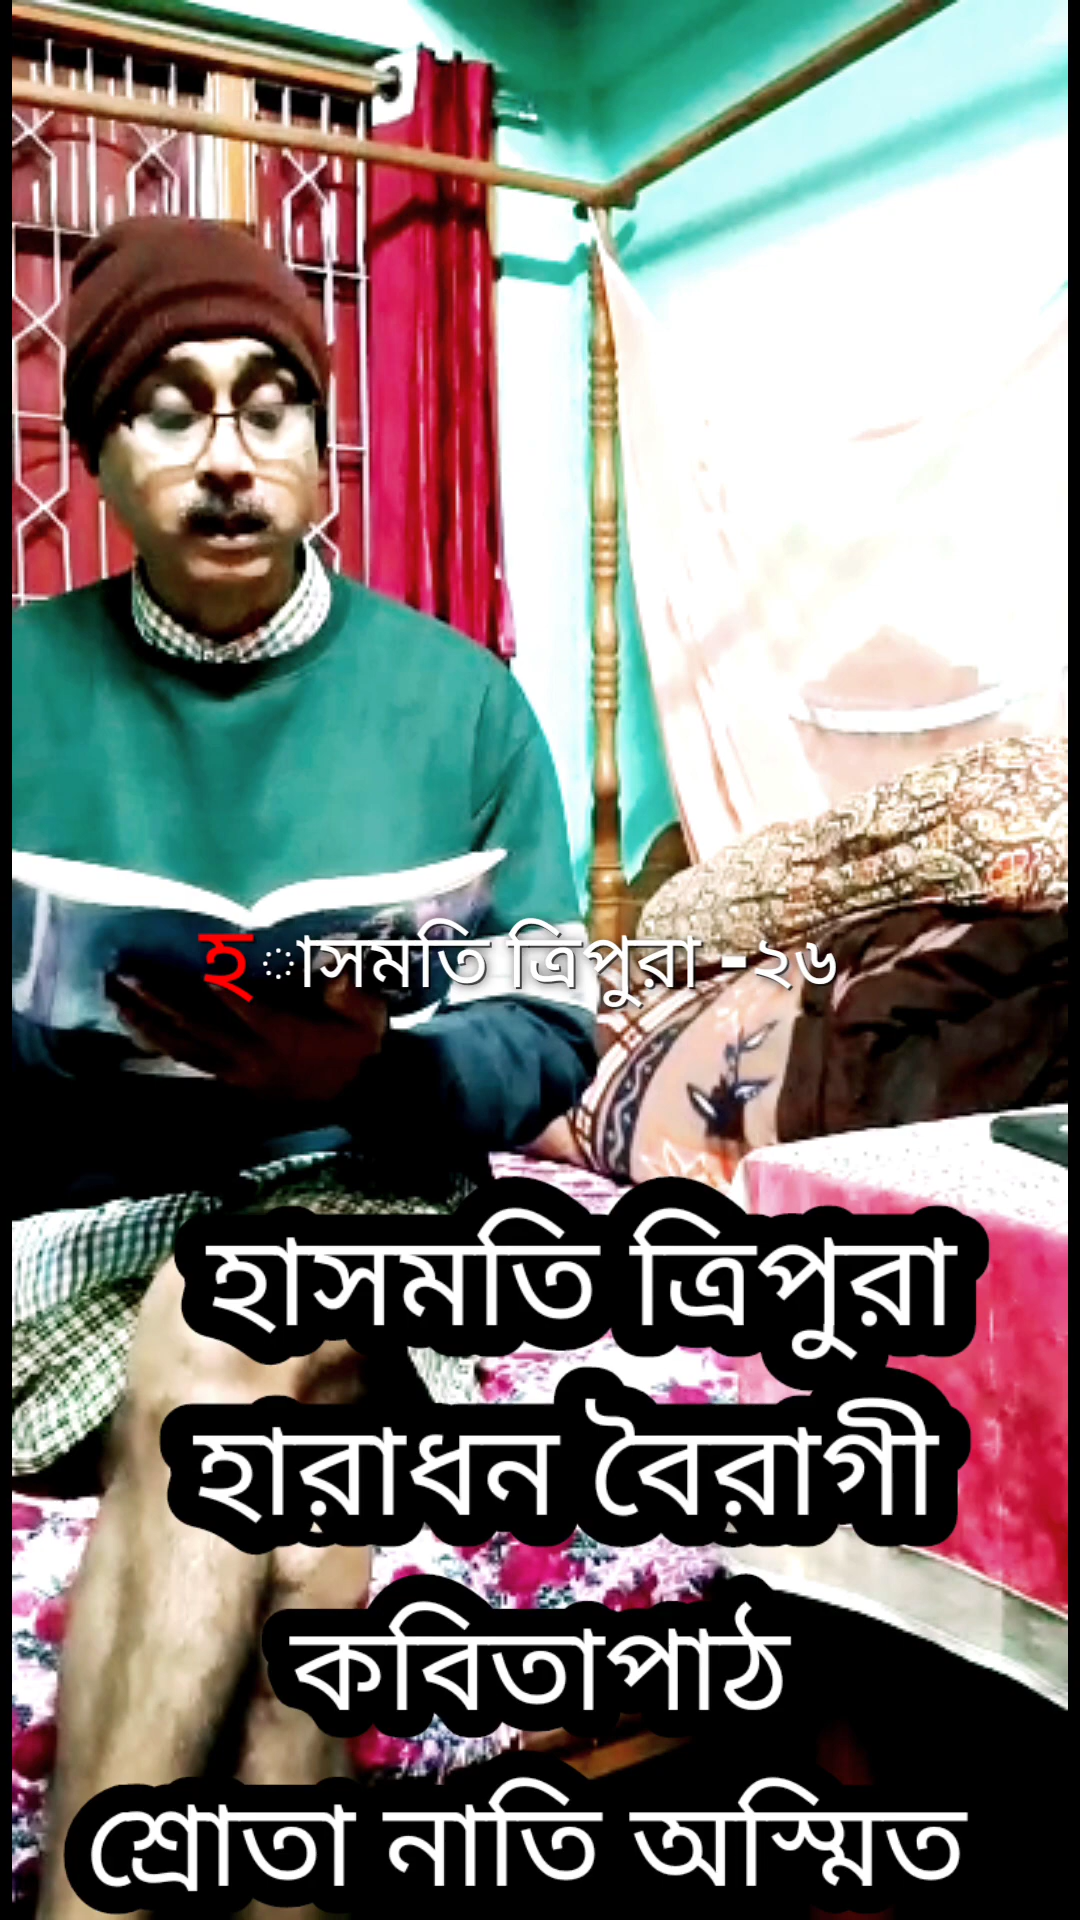 হাসমতি ত্রিপুরা -২৬
হাসমতি ত্রিপুরা
হারাধন বৈরাগী
কবিতাপাঠ
শ্রোতা নাতি অস্মিত